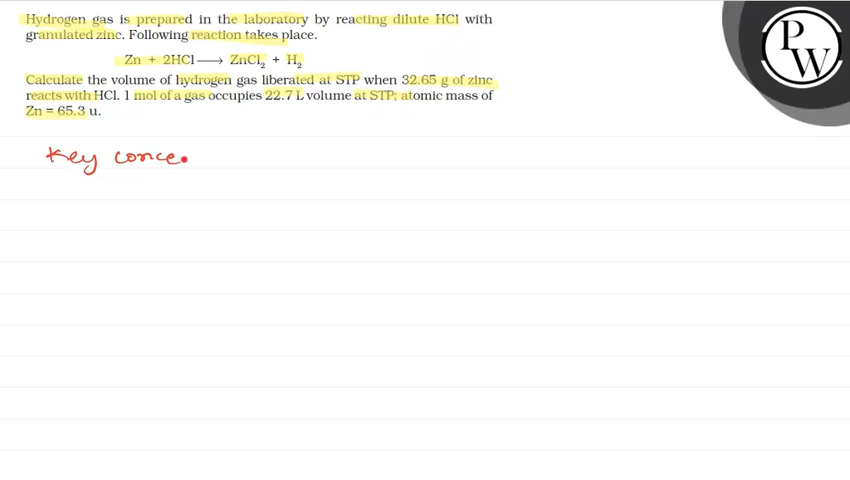 Hydrogen gas is prepared in the laboratory by reacting dilute HCl with
granulated zinc. Following reaction takes place.
Zn + 2HCl ⟶ ZnCl₂ + H₂
Calculate the volume of hydrogen gas liberated at STP when 32.65 g of zinc
reacts with HCl. 1 mol of a gas occupies 22.7 L volume at STP; atomic mass of
Zn = 65.3 u.
Key conce
PW